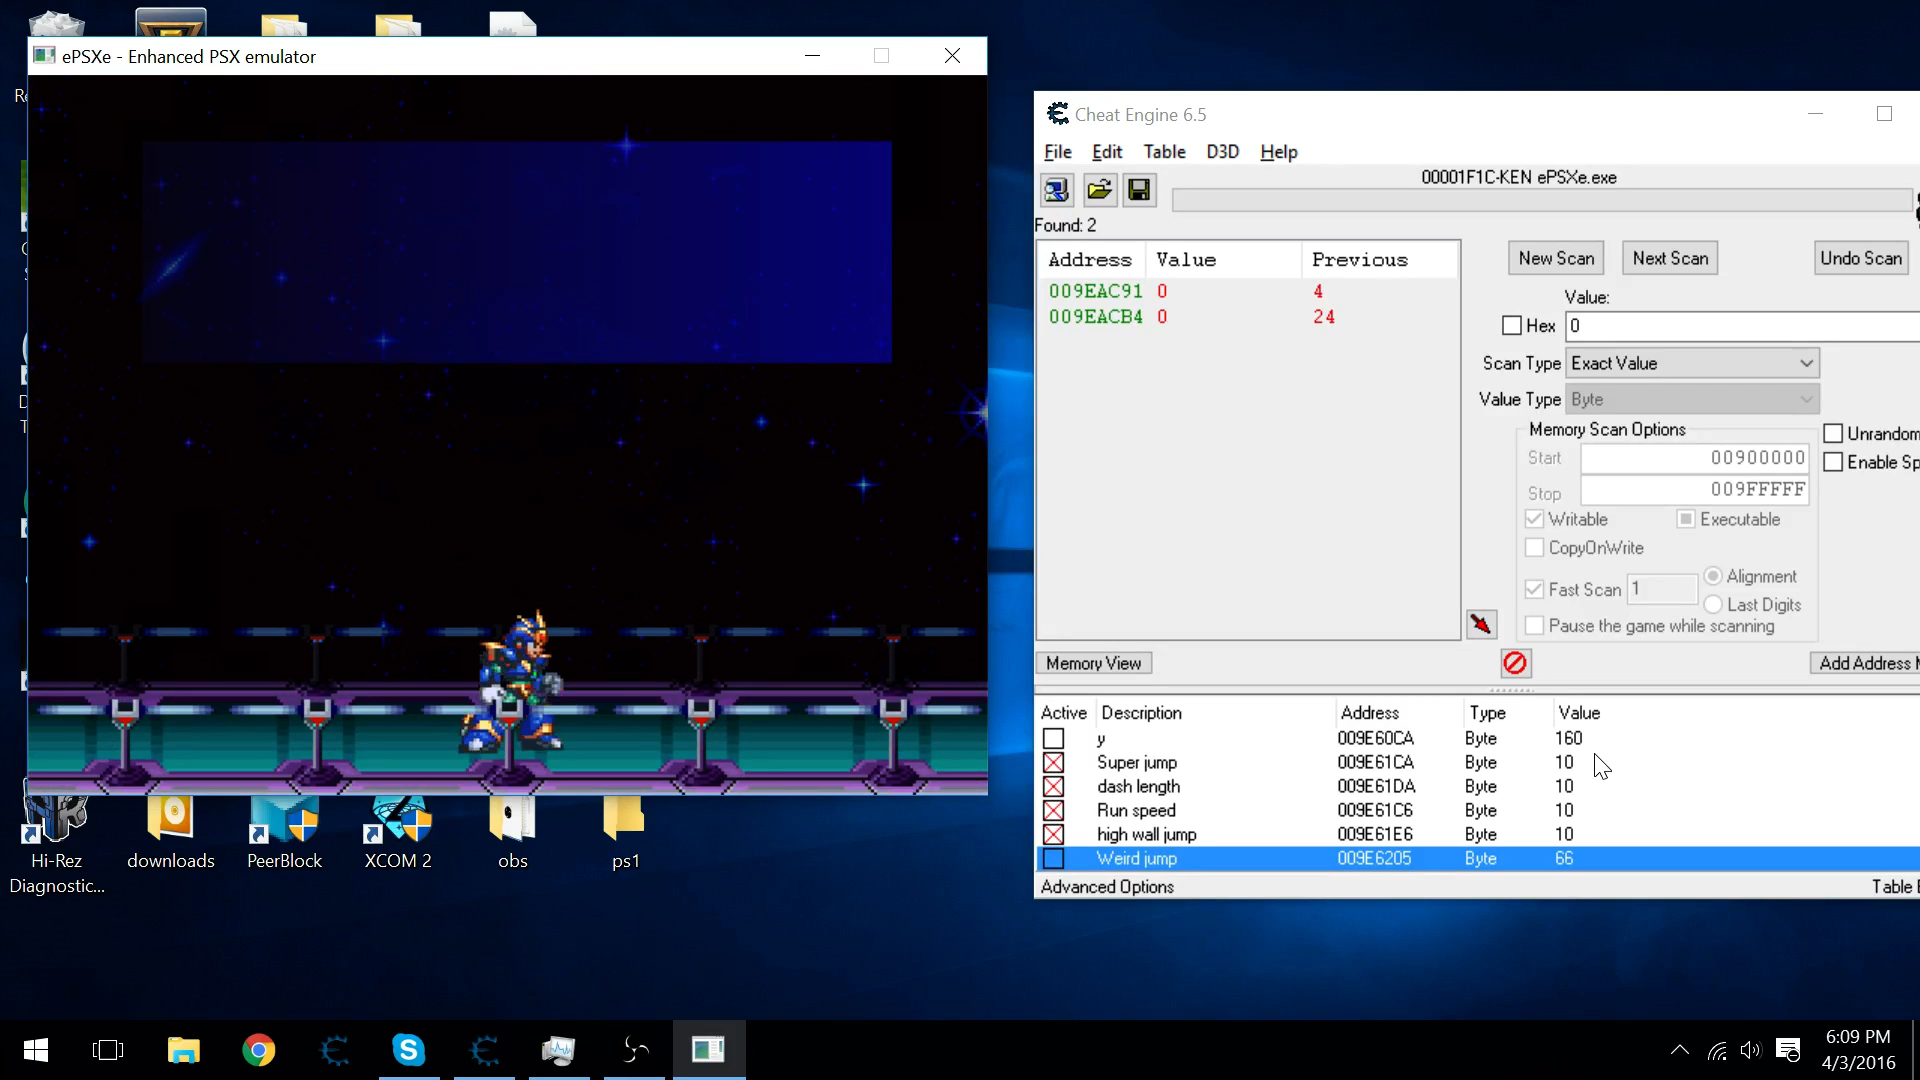 ePSXe - Enhanced PSX emulator
Cheat Engine 6.5
File Edit Table D3D Help
00001F1C-KEN ePSXe.exe
Found: 2
Address Value Previous
009EAC91 0 4
009EACB4 0 24
New Scan Next Scan Undo Scan
Value:
Hex 0
Scan Type Exact Value
Value Type Byte
Memory Scan Options
Start 00900000
Stop 009FFFFF
Unrandom
Enable Sp
Writable Executable
CopyOnWrite
Fast Scan 1
Alignment
Last Digits
Pause the game while scanning
Memory View
Add Address M
Active Description Address Type Value
y 009E60CA Byte 160
Super jump 009E61CA Byte 10
dash length 009E61DA Byte 10
Run speed 009E61C6 Byte 10
high wall jump 009E61E6 Byte 10
Weird jump 009E6205 Byte 66
Advanced Options
Table E
Hi-Rez
Diagnostic...
downloads
PeerBlock
XCOM 2
obs
ps1
6:09 PM
4/3/2016